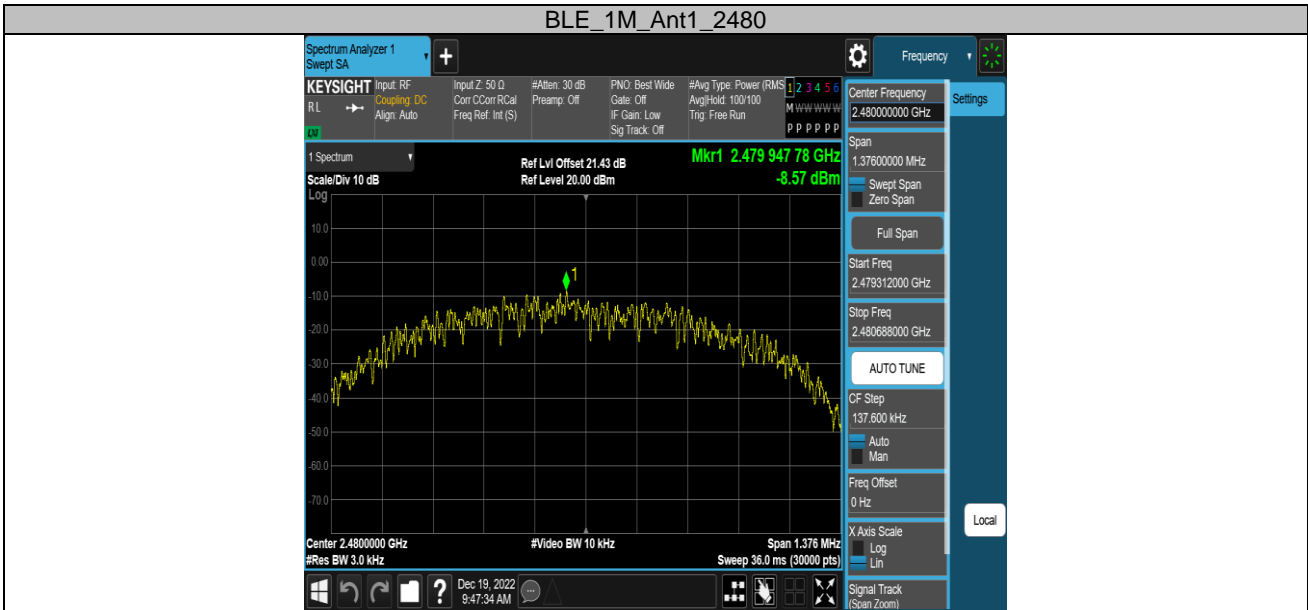 BLE_1M_Ant1_2480
Spectrum Analyzer 1
Swept SA
+
Frequency
KEYSIGHT
R L
LXI
Input: RF
Coupling: DC
Align: Auto
Input Z: 50 Ω
Corr CCorr RCal
Freq Ref: Int (S)
#Atten: 30 dB
Preamp: Off
PNO: Best Wide
Gate: Off
IF Gain: Low
Sig Track: Off
#Avg Type: Power (RMS
Avg|Hold: 100/100
Trig: Free Run
1 2 3 4 5 6
M W W W W W
P P P P P P
1 Spectrum
Scale/Div 10 dB
Log
Ref Lvl Offset 21.43 dB
Ref Level 20.00 dBm
Mkr1 2.479 947 78 GHz
-8.57 dBm
10.0
0.00
-10.0
-20.0
-30.0
-40.0
-50.0
-60.0
-70.0
1
Center 2.4800000 GHz
#Res BW 3.0 kHz
#Video BW 10 kHz
Span 1.376 MHz
Sweep 36.0 ms (30000 pts)
?
Dec 19, 2022
9:47:34 AM
Center Frequency
2.480000000 GHz
Settings
Span
1.37600000 MHz
Swept Span
Zero Span
Full Span
Start Freq
2.479312000 GHz
Stop Freq
2.480688000 GHz
AUTO TUNE
CF Step
137.600 kHz
Auto
Man
Freq Offset
0 Hz
X Axis Scale
Log
Lin
Local
Signal Track
(Span Zoom)